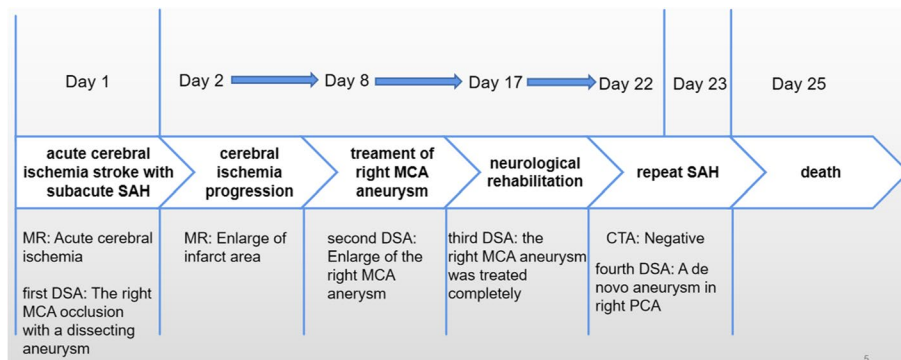 Day 1
Day 2
Day 8
Day 17
Day 22
Day 23
Day 25
acute cerebral
ischemia stroke with
subacute SAH
cerebral
ischemia
progression
treament of
right MCA
aneurysm
neurological
rehabilitation
repeat SAH
death
MR: Acute cerebral
ischemia
first DSA: The right
MCA occlusion
with a dissecting
aneurysm
MR: Enlarge of
infarct area
second DSA:
Enlarge of the
right MCA
anerysm
third DSA: the
right MCA aneurysm
was treated
completely
CTA: Negative
fourth DSA: A de
novo aneurysm in
right PCA
5